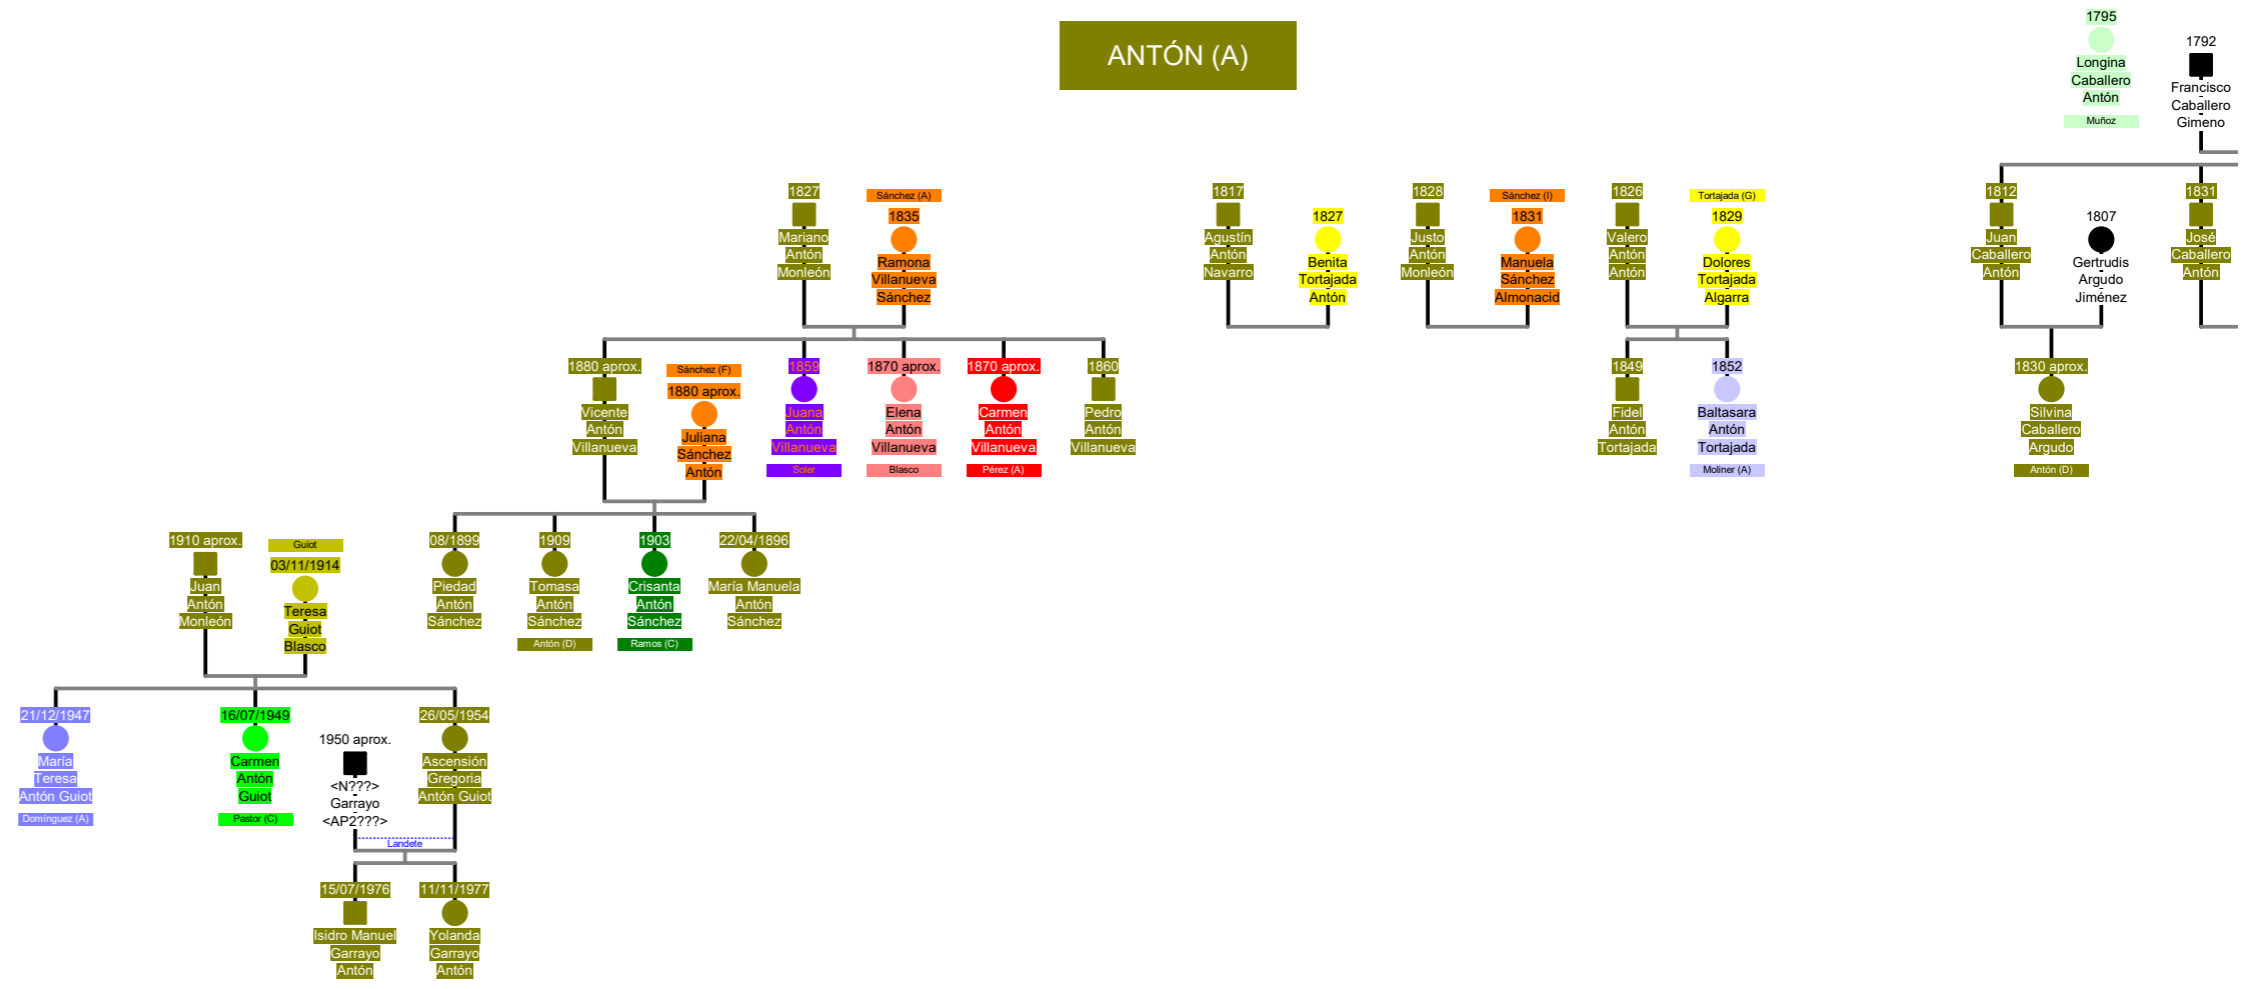 ANTÓN (A)
1795
Longina
Caballero
Antón
Muñoz
1792
Francisco
Caballero
Gimeno
1827
Mariano
Antón
Monleón
Sánchez (A)
1835
Ramona
Villanueva
Sánchez
1817
Agustín
Antón
Navarro
1827
Benita
Tortajada
Antón
1828
Justo
Antón
Monleón
Sánchez (I)
1831
Manuela
Sánchez
Almonacid
1826
Valero
Antón
Antón
Tortajada (G)
1829
Dolores
Tortajada
Algarra
1812
Juan
Caballero
Antón
1807
Gertrudis
Argudo
Jiménez
1831
José
Caballero
Antón
1880 aprox.
Vicente
Antón
Villanueva
Sánchez (F)
1880 aprox.
Juliana
Sánchez
Antón
1859
Juana
Antón
Villanueva
Soler
1870 aprox.
Elena
Antón
Villanueva
Blasco
1870 aprox.
Carmen
Antón
Villanueva
Pérez (A)
1860
Pedro
Antón
Villanueva
1849
Fidel
Antón
Tortajada
1852
Baltasara
Antón
Tortajada
Moliner (A)
1830 aprox.
Silvina
Caballero
Argudo
Antón (D)
1910 aprox.
Juan
Antón
Monleón
Guiot
03/11/1914
Teresa
Guiot
Blasco
08/1899
Piedad
Antón
Sánchez
1909
Tomasa
Antón
Sánchez
Antón (D)
1903
Crisanta
Antón
Sánchez
Ramos (C)
22/04/1896
María Manuela
Antón
Sánchez
21/12/1947
María
Teresa
Antón Guiot
Domínguez (A)
16/07/1949
Carmen
Antón
Guiot
Pastor (C)
1950 aprox.
<N???>
Garrayo
<AP2???>
26/05/1954
Ascensión
Gregoria
Antón Guiot
Landete
15/07/1976
Isidro Manuel
Garrayo
Antón
11/11/1977
Yolanda
Garrayo
Antón